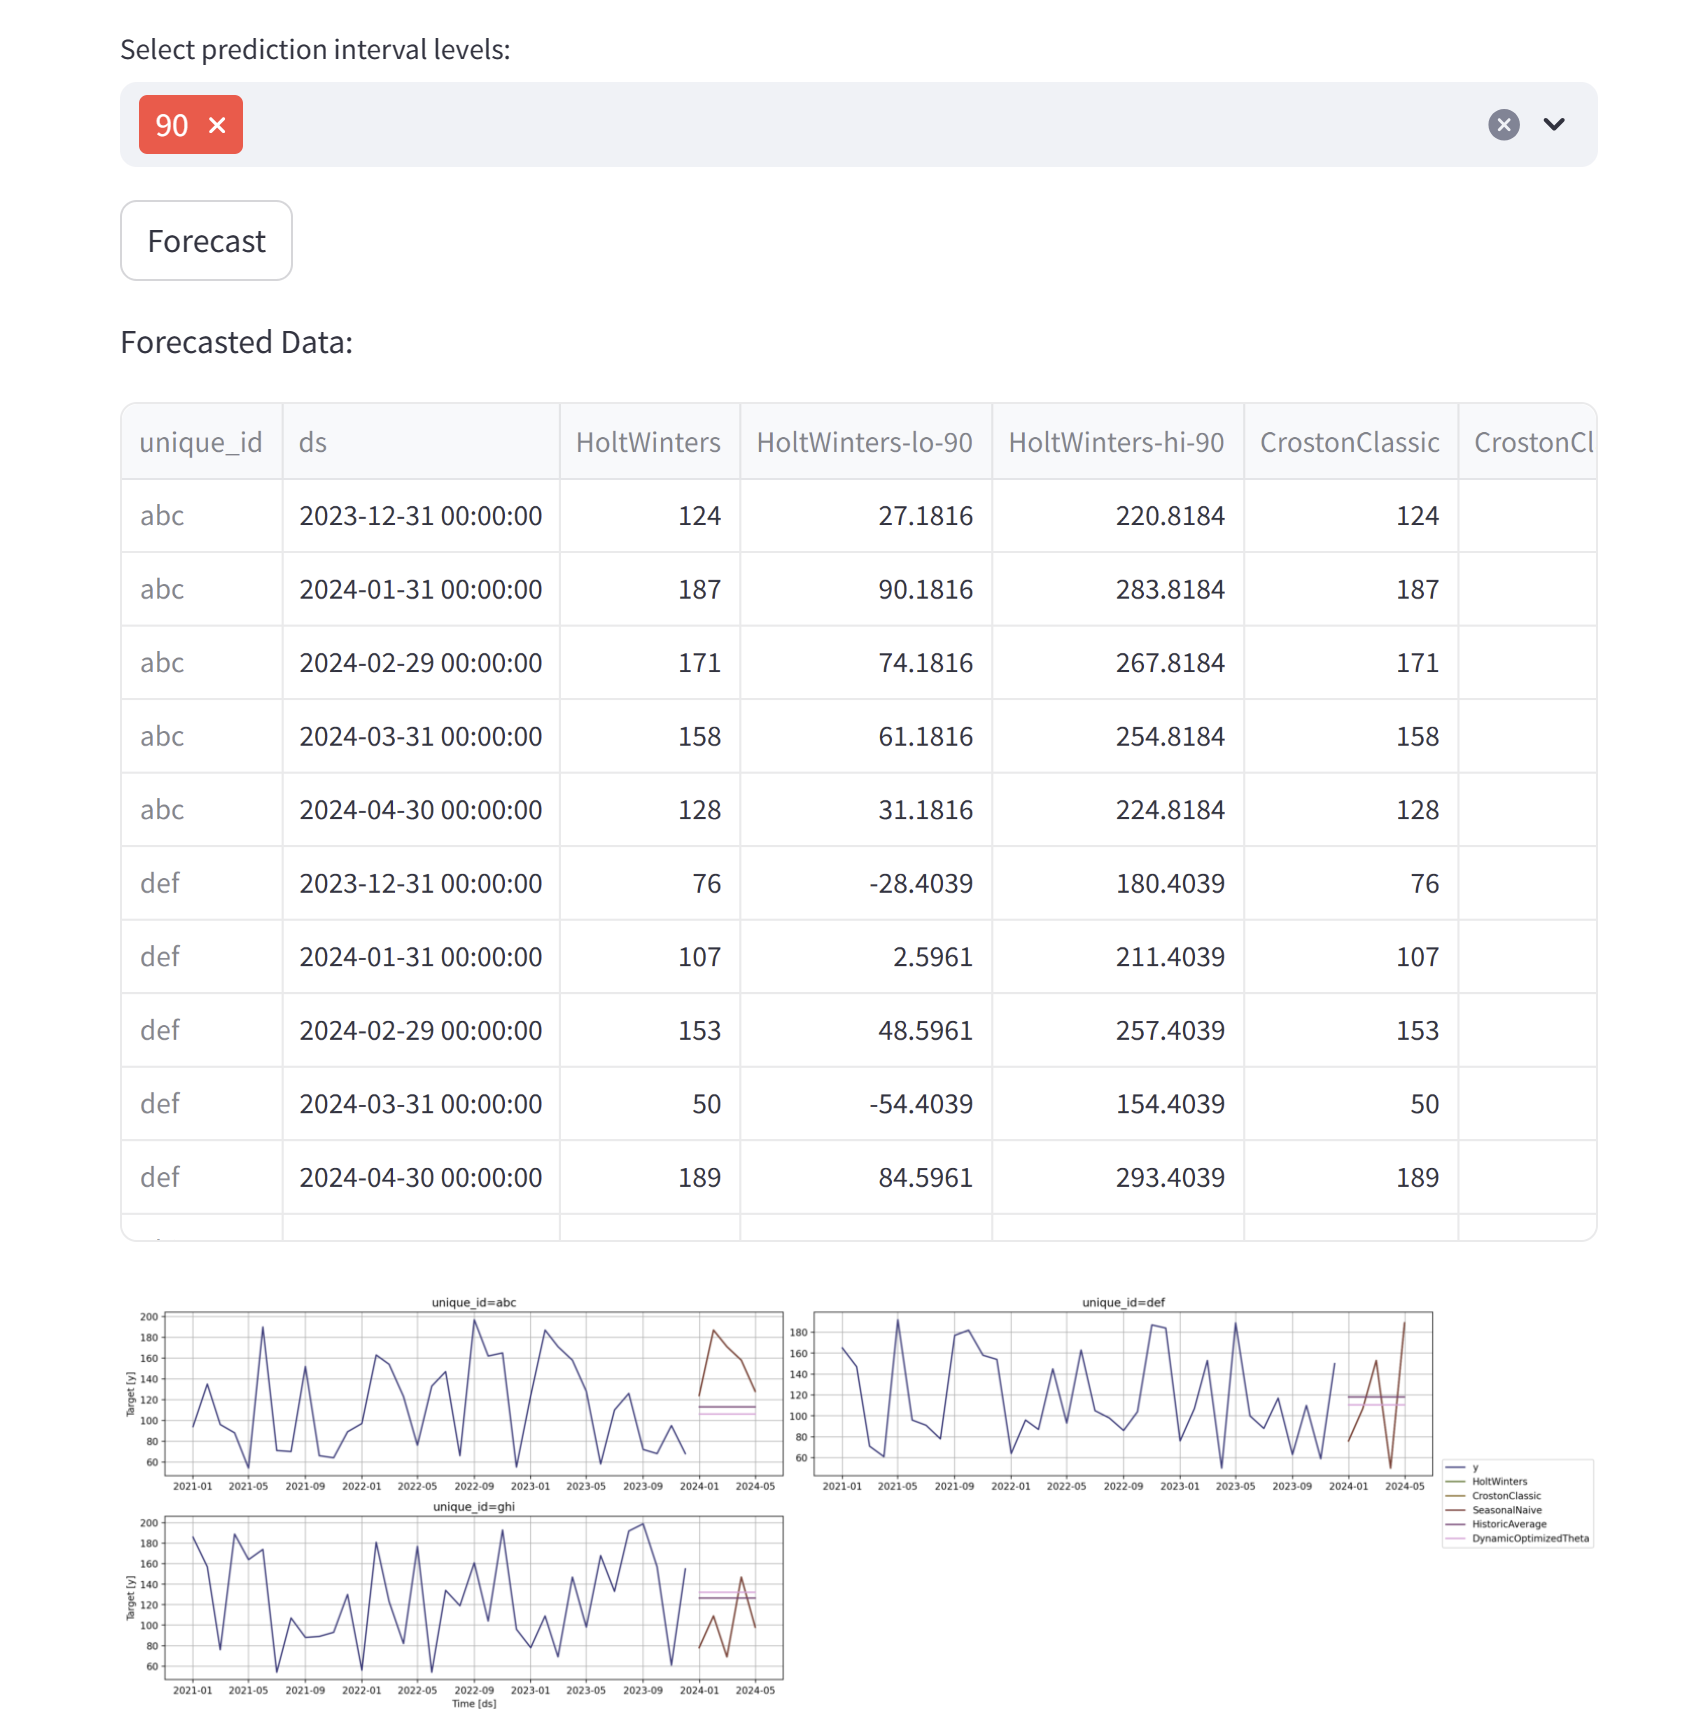 Select prediction interval levels:
90
Forecast
Forecasted Data:
unique_id ds HoltWinters HoltWinters-lo-90 HoltWinters-hi-90 CrostonClassic CrostonCl
abc 2023-12-31 00:00:00 124 27.1816 220.8184 124
abc 2024-01-31 00:00:00 187 90.1816 283.8184 187
abc 2024-02-29 00:00:00 171 74.1816 267.8184 171
abc 2024-03-31 00:00:00 158 61.1816 254.8184 158
abc 2024-04-30 00:00:00 128 31.1816 224.8184 128
def 2023-12-31 00:00:00 76 -28.4039 180.4039 76
def 2024-01-31 00:00:00 107 2.5961 211.4039 107
def 2024-02-29 00:00:00 153 48.5961 257.4039 153
def 2024-03-31 00:00:00 50 -54.4039 154.4039 50
def 2024-04-30 00:00:00 189 84.5961 293.4039 189
unique_id=abc
200
180
160
140
120
100
80
60
Target [y]
2021-01 2021-05 2021-09 2022-01 2022-05 2022-09 2023-01 2023-05 2023-09 2024-01 2024-05
unique_id=def
180
160
140
120
100
80
60
2021-01 2021-05 2021-09 2022-01 2022-05 2022-09 2023-01 2023-05 2023-09 2024-01 2024-05
y
HoltWinters
CrostonClassic
SeasonalNaive
HistoricAverage
DynamicOptimizedTheta
unique_id=ghi
200
180
160
140
120
100
80
60
Target [y]
2021-01 2021-05 2021-09 2022-01 2022-05 2022-09 2023-01 2023-05 2023-09 2024-01 2024-05
Time [ds]